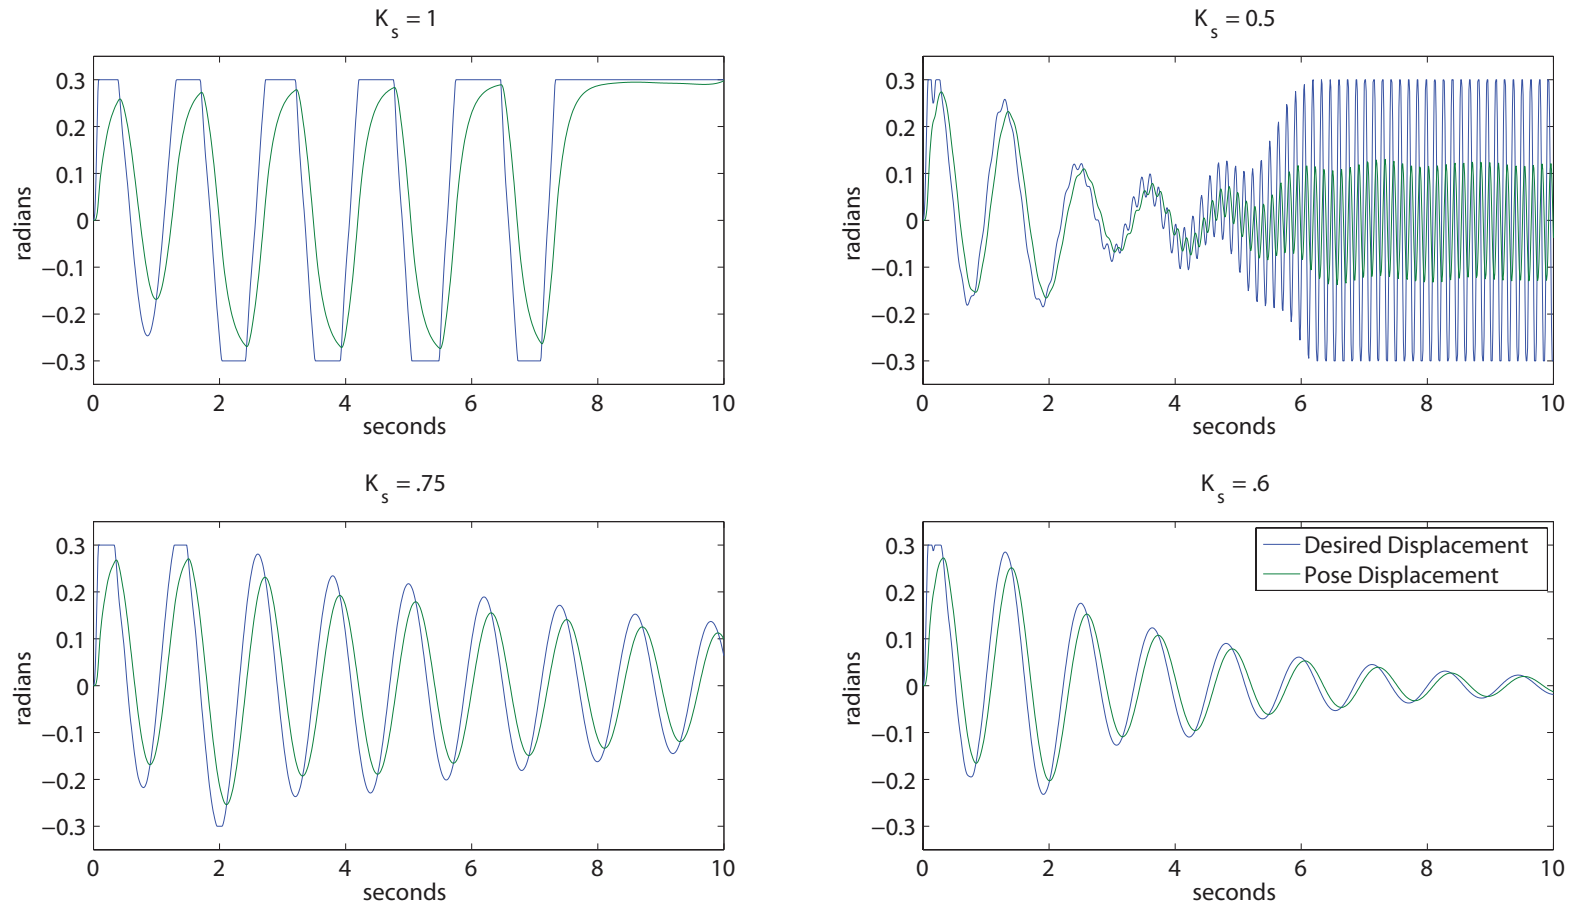 K_s = 1
0.3
0.2
0.1
0
−0.1
−0.2
−0.3
radians
0 2 4 6 8 10
seconds
K_s = 0.5
0.3
0.2
0.1
0
−0.1
−0.2
−0.3
radians
0 2 4 6 8 10
seconds
K_s = .75
0.3
0.2
0.1
0
−0.1
−0.2
−0.3
radians
0 2 4 6 8 10
seconds
K_s = .6
Desired Displacement
Pose Displacement
0.3
0.2
0.1
0
−0.1
−0.2
−0.3
radians
0 2 4 6 8 10
seconds